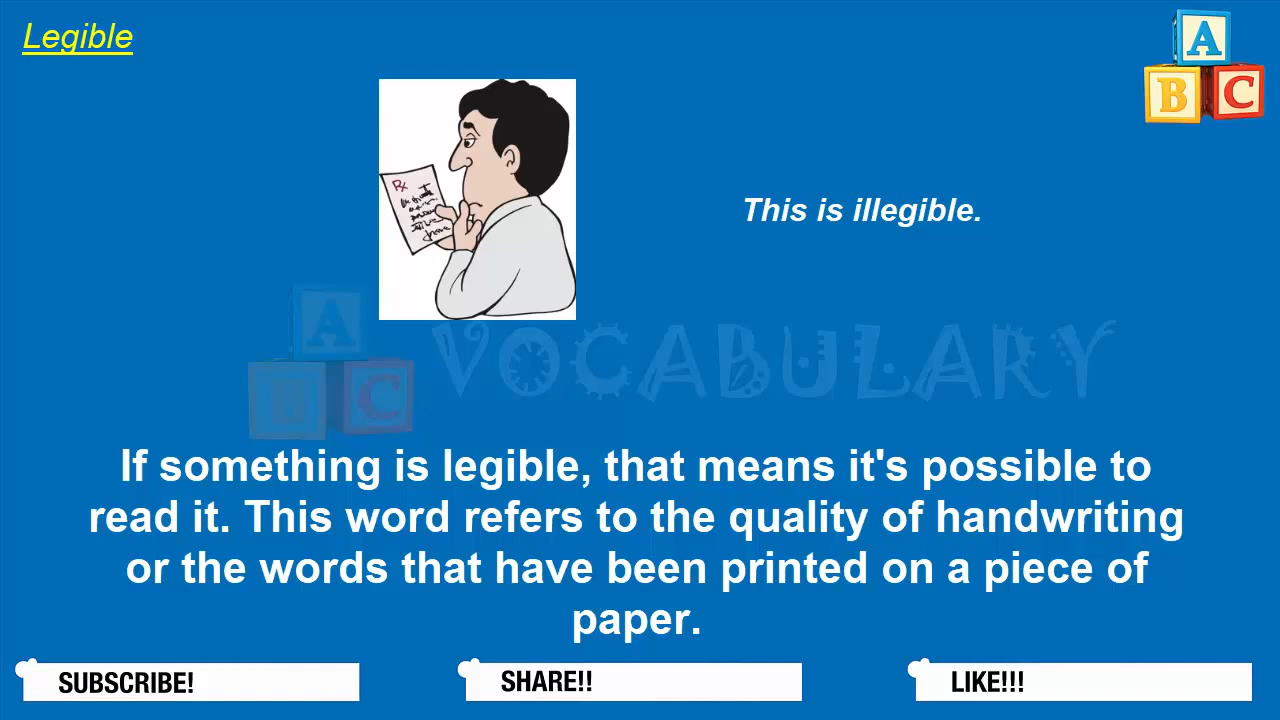 Legible
A
B C
Rx
This is illegible.
A
B C
VOCABULARY
If something is legible, that means it's possible to
read it. This word refers to the quality of handwriting
or the words that have been printed on a piece of
paper.
SUBSCRIBE!
SHARE!!
LIKE!!!